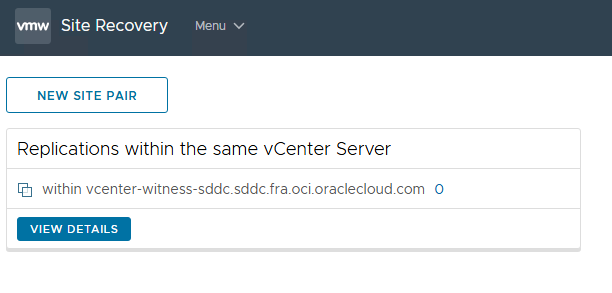 vmw Site Recovery Menu
NEW SITE PAIR
Replications within the same vCenter Server
within vcenter-witness-sddc.sddc.fra.oci.oraclecloud.com 0
VIEW DETAILS